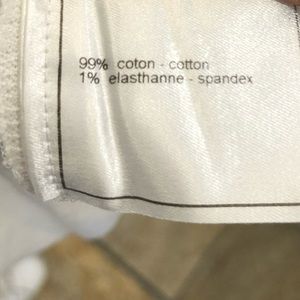 99% coton - cotton
1% elasthanne - spandex